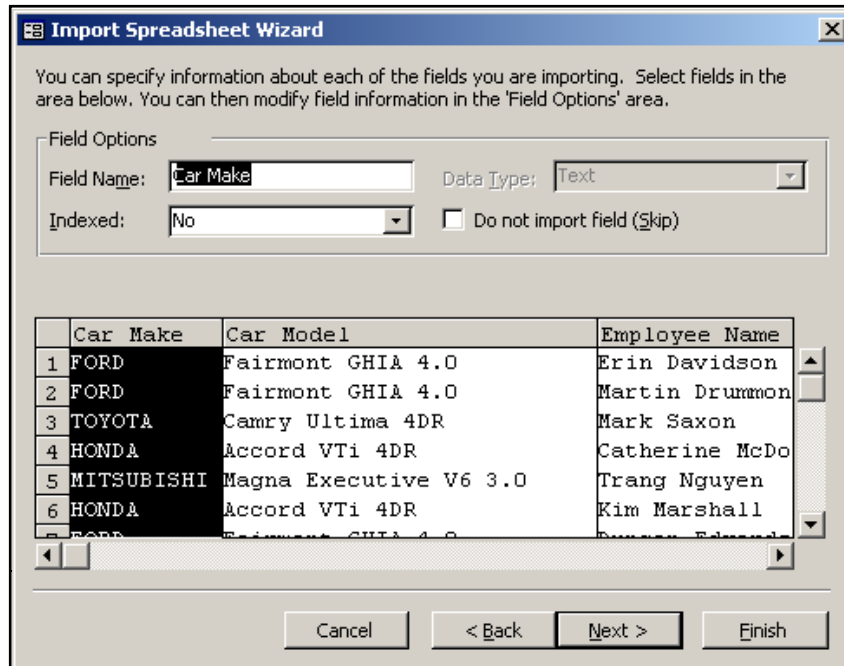 Import Spreadsheet Wizard
You can specify information about each of the fields you are importing. Select fields in the
area below. You can then modify field information in the 'Field Options' area.
Field Options
Field Name: Car Make Data Type: Text
Indexed: No Do not import field (Skip)
Car Make Car Model Employee Name
1 FORD Fairmont GHIA 4.0 Erin Davidson
2 FORD Fairmont GHIA 4.0 Martin Drummon
3 TOYOTA Camry Ultima 4DR Mark Saxon
4 HONDA Accord VTi 4DR Catherine McDo
5 MITSUBISHI Magna Executive V6 3.0 Trang Nguyen
6 HONDA Accord VTi 4DR Kim Marshall
FORD Fairmont GHIA 4.0
Cancel < Back Next > Finish